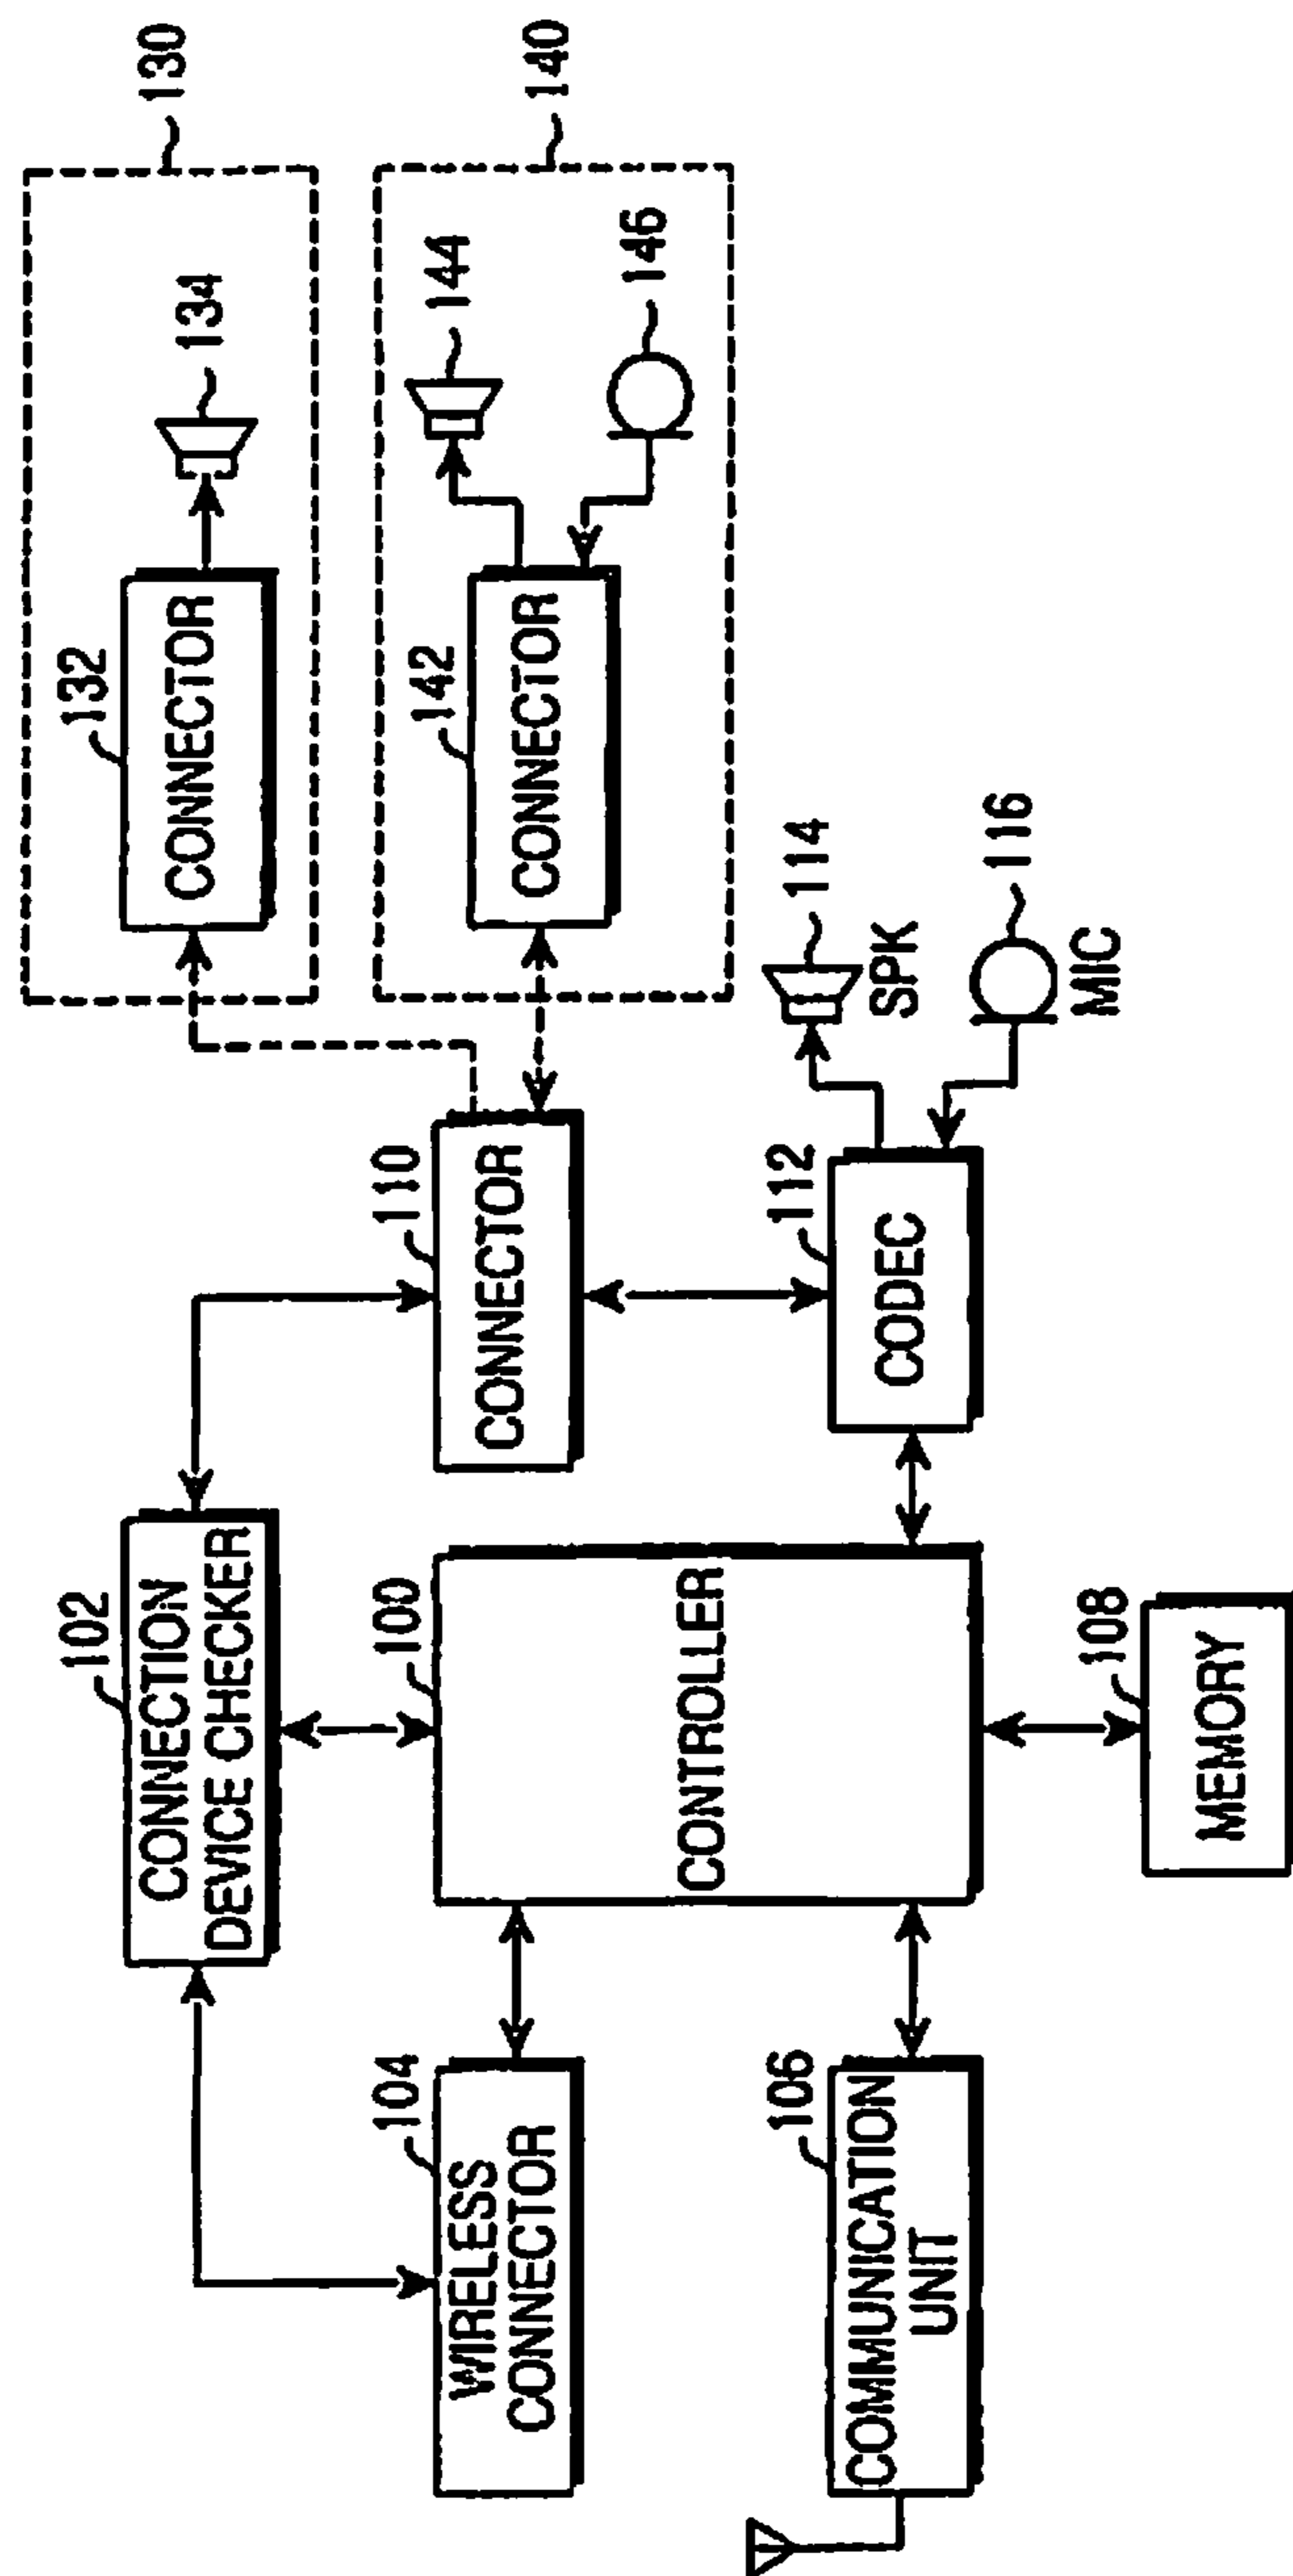 102
CONNECTION
DEVICE CHECKER
132
CONNECTOR
134
130
104
WIRELESS
CONNECTOR
100
CONTROLLER
110
CONNECTOR
142
CONNECTOR
144
146
140
106
COMMUNICATION
UNIT
112
CODEC
114
SPK
116
MIC
108
MEMORY